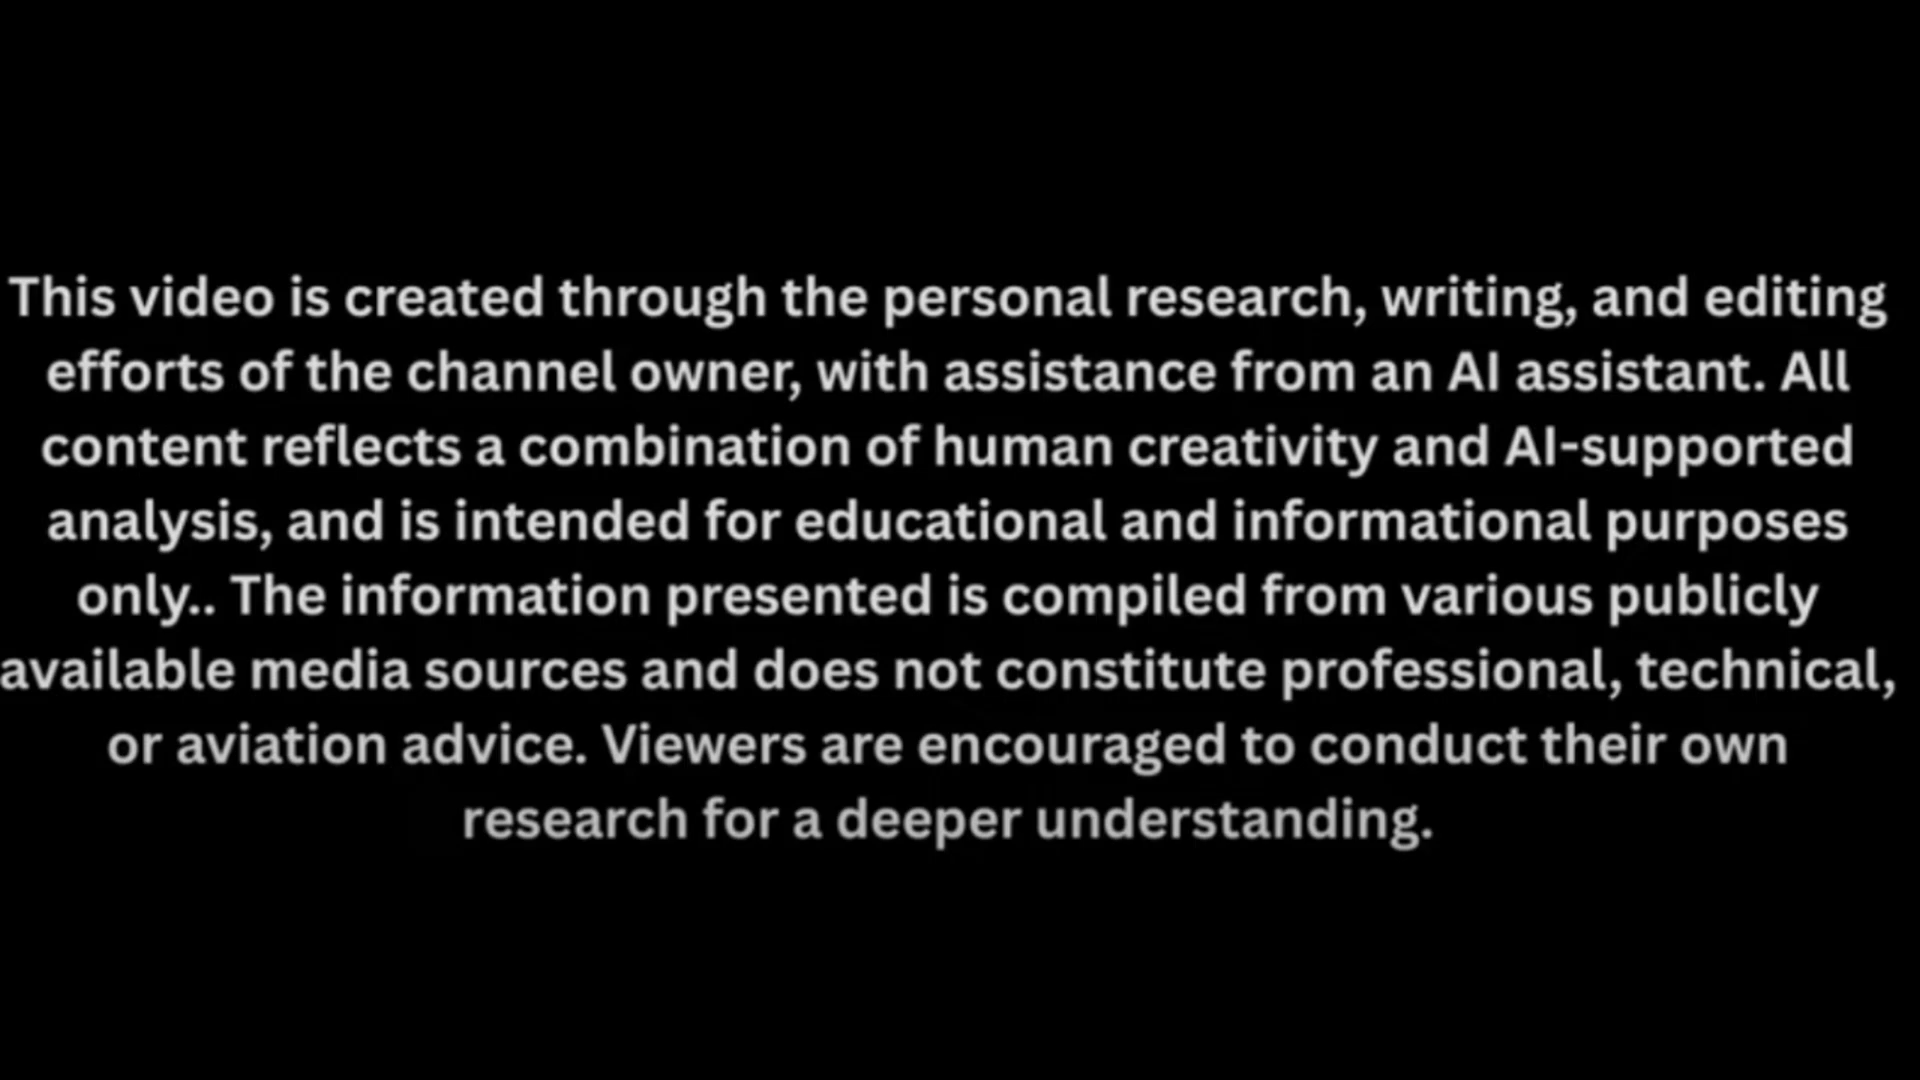 This video is created through the personal research, writing, and editing
efforts of the channel owner, with assistance from an AI assistant. All
content reflects a combination of human creativity and AI-supported
analysis, and is intended for educational and informational purposes
only.. The information presented is compiled from various publicly
available media sources and does not constitute professional, technical,
or aviation advice. Viewers are encouraged to conduct their own
research for a deeper understanding.